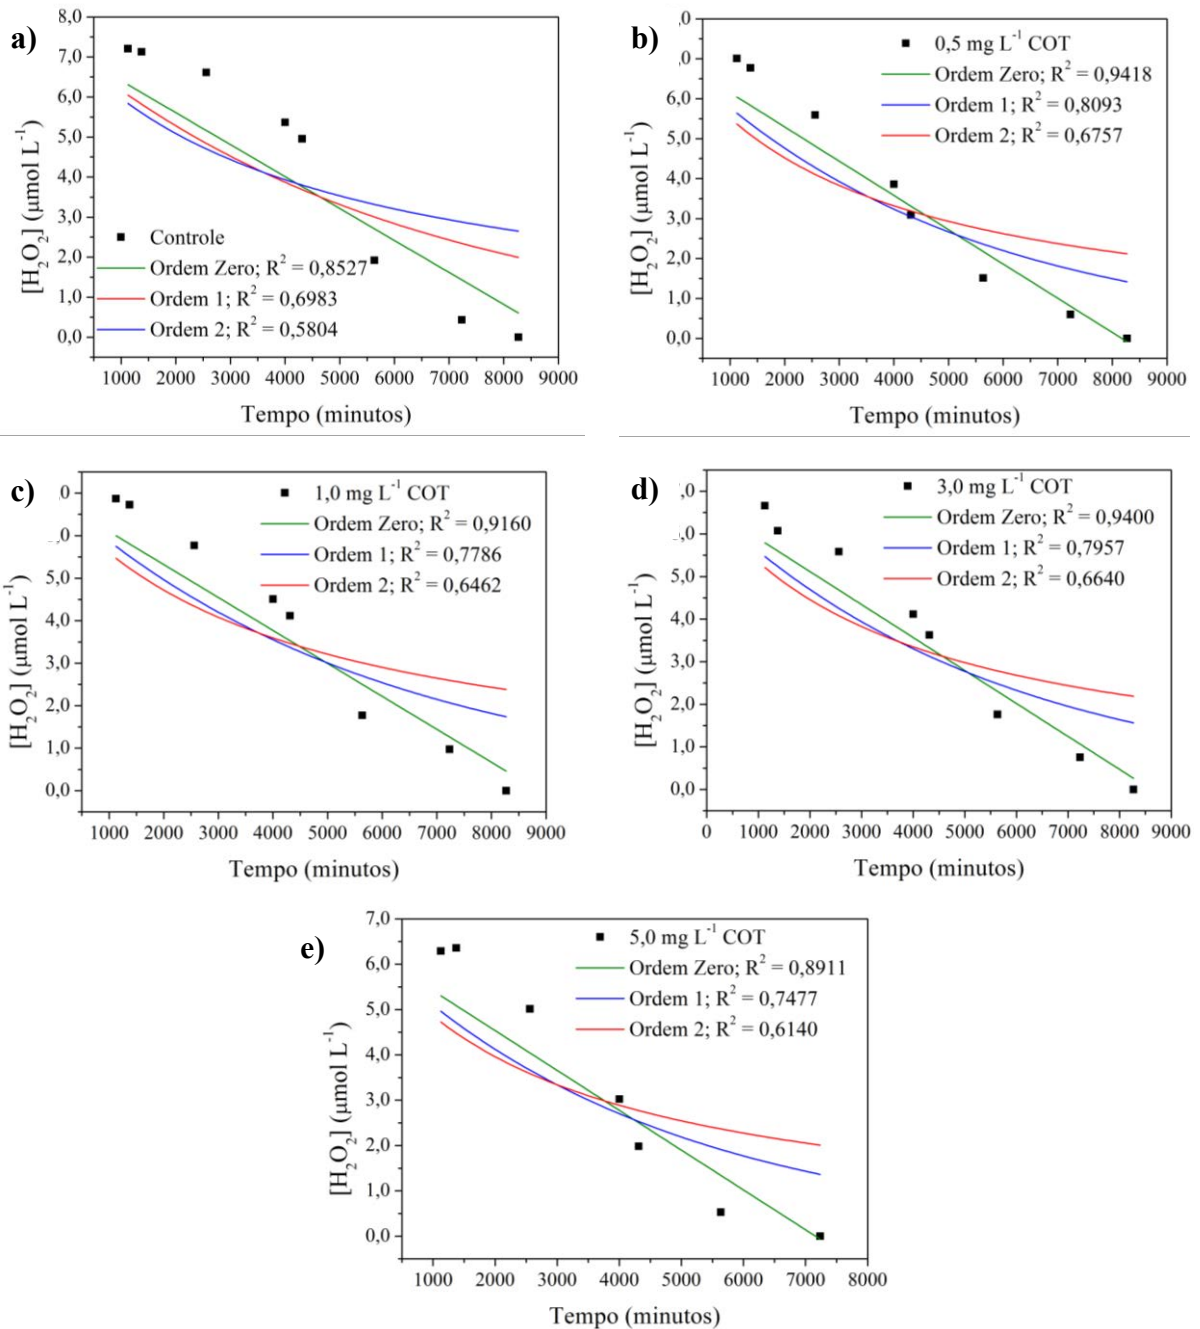 a)
8,0
7,0
6,0
5,0
4,0
3,0
2,0
1,0
0,0
[H₂O₂] (μmol L⁻¹)
Controle
Ordem Zero; R² = 0,8527
Ordem 1; R² = 0,6983
Ordem 2; R² = 0,5804
1000 2000 3000 4000 5000 6000 7000 8000 9000
Tempo (minutos)
b)
,0
,0
6,0
5,0
4,0
3,0
2,0
1,0
0,0
[H₂O₂] (μmol L⁻¹)
0,5 mg L⁻¹ COT
Ordem Zero; R² = 0,9418
Ordem 1; R² = 0,8093
Ordem 2; R² = 0,6757
1000 2000 3000 4000 5000 6000 7000 8000 9000
Tempo (minutos)
c)
,0
,0
5,0
4,0
3,0
2,0
1,0
0,0
[H₂O₂] (μmol L⁻¹)
1,0 mg L⁻¹ COT
Ordem Zero; R² = 0,9160
Ordem 1; R² = 0,7786
Ordem 2; R² = 0,6462
1000 2000 3000 4000 5000 6000 7000 8000 9000
Tempo (minutos)
d)
,0
,0
5,0
4,0
3,0
2,0
1,0
0,0
[H₂O₂] (μmol L⁻¹)
3,0 mg L⁻¹ COT
Ordem Zero; R² = 0,9400
Ordem 1; R² = 0,7957
Ordem 2; R² = 0,6640
0 1000 2000 3000 4000 5000 6000 7000 8000 9000
Tempo (minutos)
e)
7,0
6,0
5,0
4,0
3,0
2,0
1,0
0,0
[H₂O₂] (μmol L⁻¹)
5,0 mg L⁻¹ COT
Ordem Zero; R² = 0,8911
Ordem 1; R² = 0,7477
Ordem 2; R² = 0,6140
1000 2000 3000 4000 5000 6000 7000 8000
Tempo (minutos)